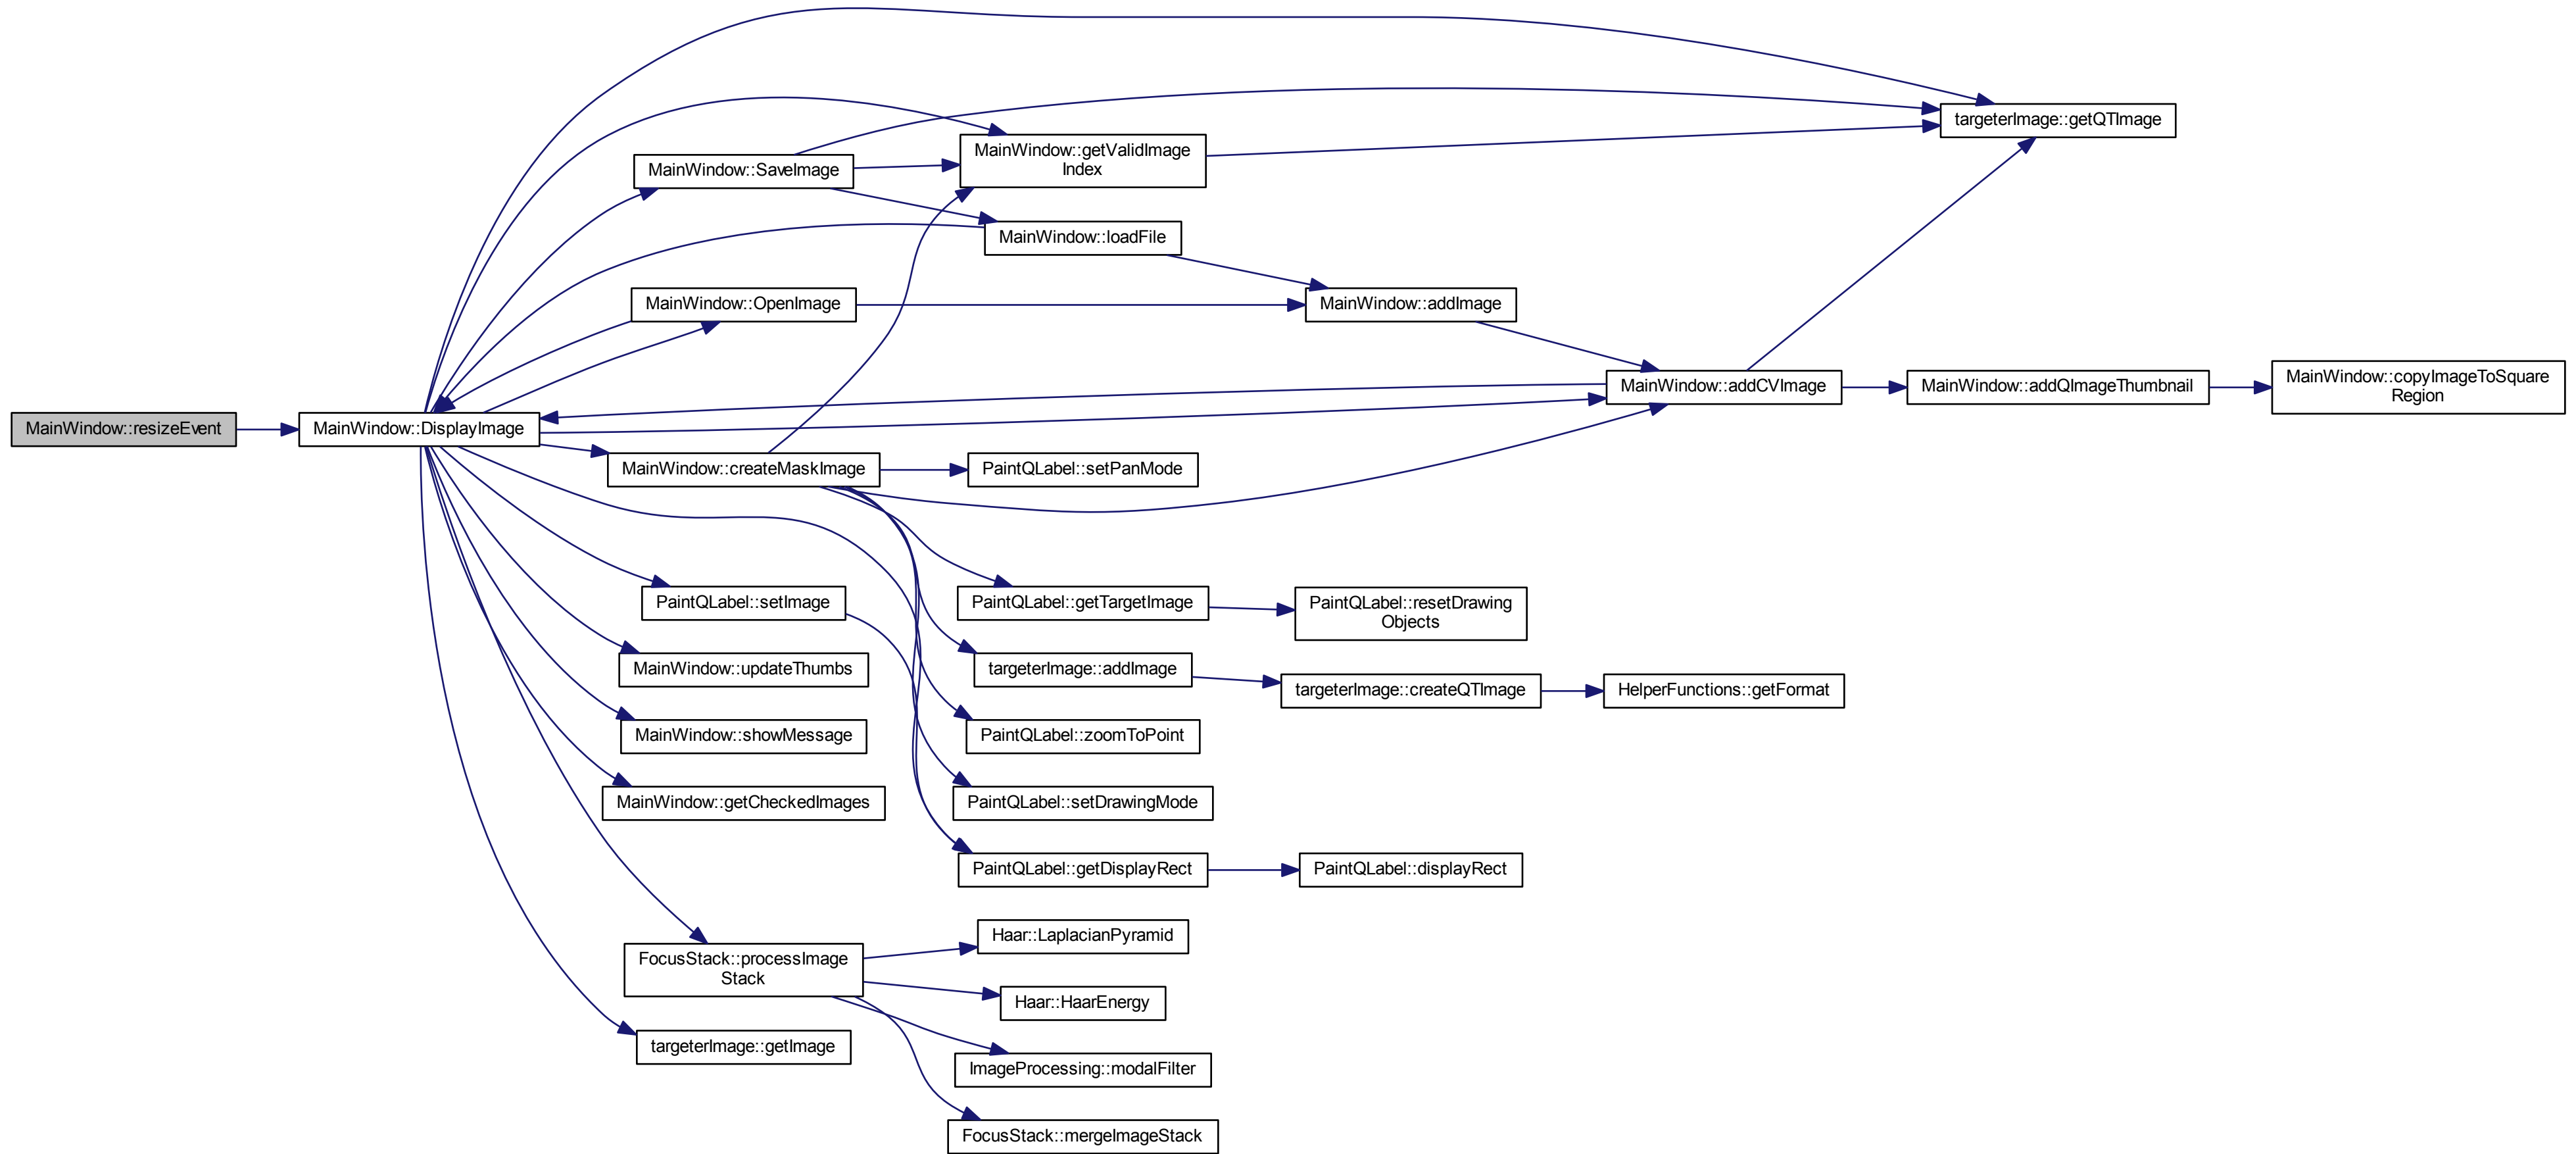 targeterImage::getQTImage
MainWindow::getValidImage
Index
MainWindow::SaveImage
MainWindow::loadFile
MainWindow::OpenImage
MainWindow::addImage
MainWindow::addCVImage
MainWindow::addQImageThumbnail
MainWindow::copyImageToSquare
Region
MainWindow::resizeEvent
MainWindow::DisplayImage
MainWindow::createMaskImage
PaintQLabel::setPanMode
PaintQLabel::setImage
PaintQLabel::getTargetImage
PaintQLabel::resetDrawing
Objects
MainWindow::updateThumbs
targeterImage::addImage
targeterImage::createQTImage
HelperFunctions::getFormat
MainWindow::showMessage
PaintQLabel::zoomToPoint
MainWindow::getCheckedImages
PaintQLabel::setDrawingMode
PaintQLabel::getDisplayRect
PaintQLabel::displayRect
Haar::LaplacianPyramid
FocusStack::processImage
Stack
Haar::HaarEnergy
targeterImage::getImage
ImageProcessing::modalFilter
FocusStack::mergeImageStack